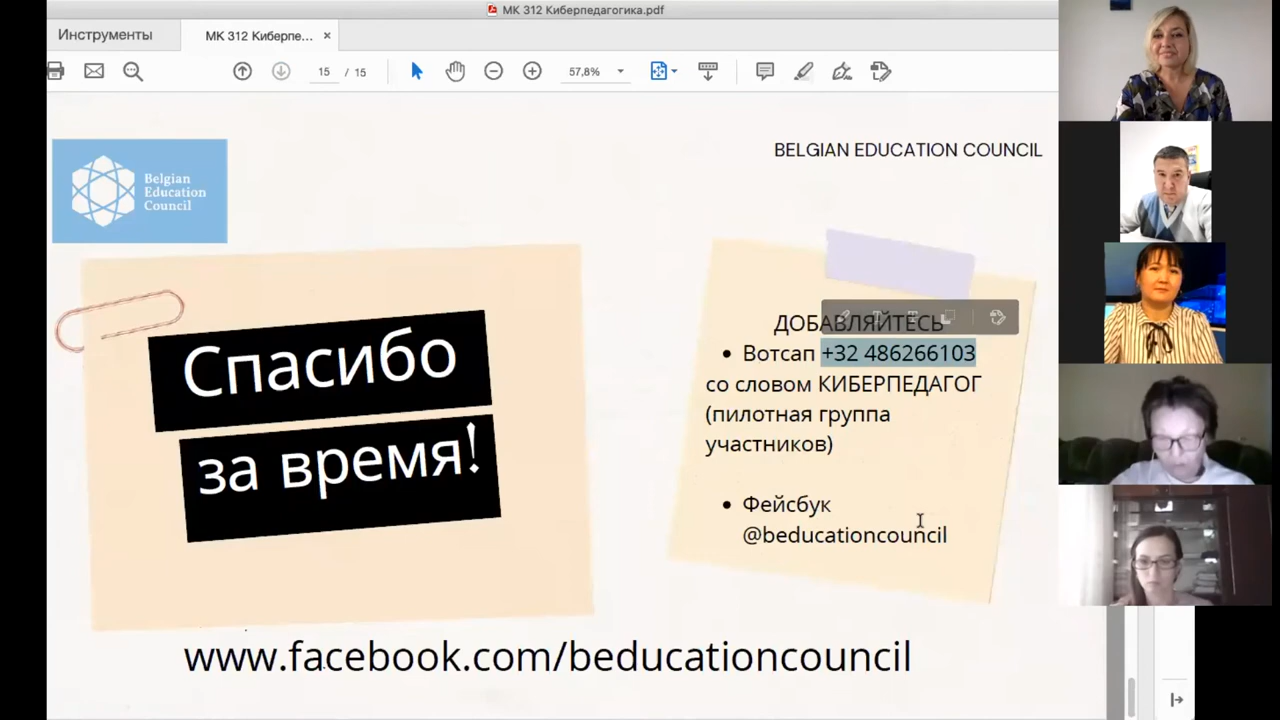 МК 312 Киберпедагогика.pdf
Инструменты
МК 312 Киберпе... ×
15 / 15
57,8%
Belgian
Education
Council
BELGIAN EDUCATION COUNCIL
Спасибо
за время!
ДОБАВЛЯЙТЕСЬ
• Вотсап +32 486266103
со словом КИБЕРПЕДАГОГ
(пилотная группа
участников)
• Фейсбук
@beducationcouncil
www.facebook.com/beducationcouncil